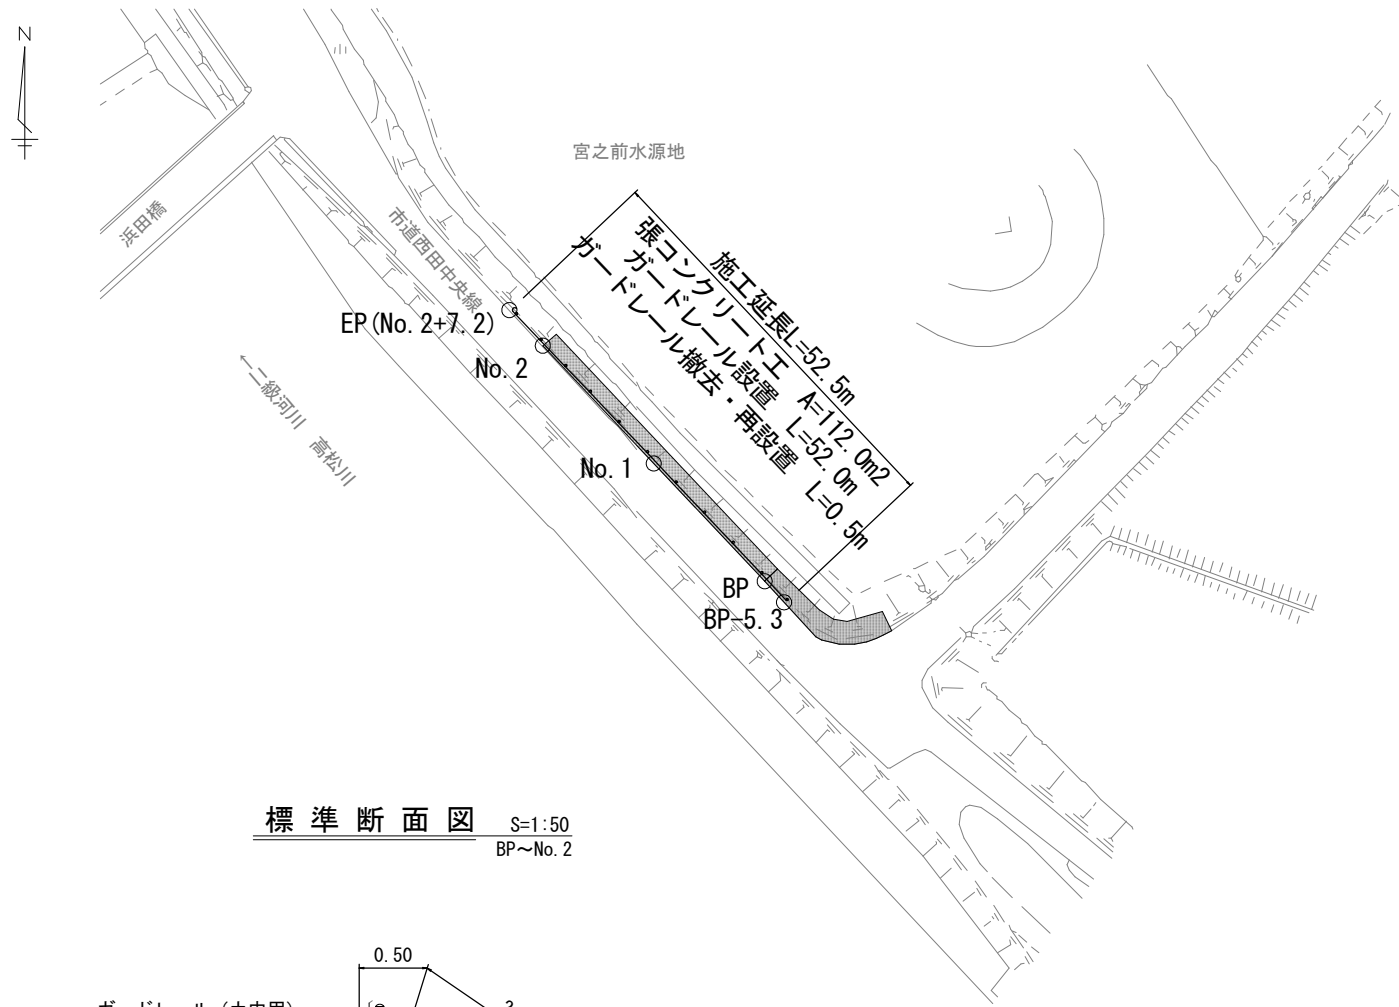 N
宮之前水源地
浜田橋
市道西田中央線
施工延長L=52.5m
張コンクリート工 A=112.0m2
ガードレール設置 L=52.0m
ガードレール撤去・再設置 L=0.5m
EP(No.2+7.2)
No.2
←二級河川 高松川
No.1
BP
BP-5.3
標準断面図 S=1:50
BP～No.2
0.50
3